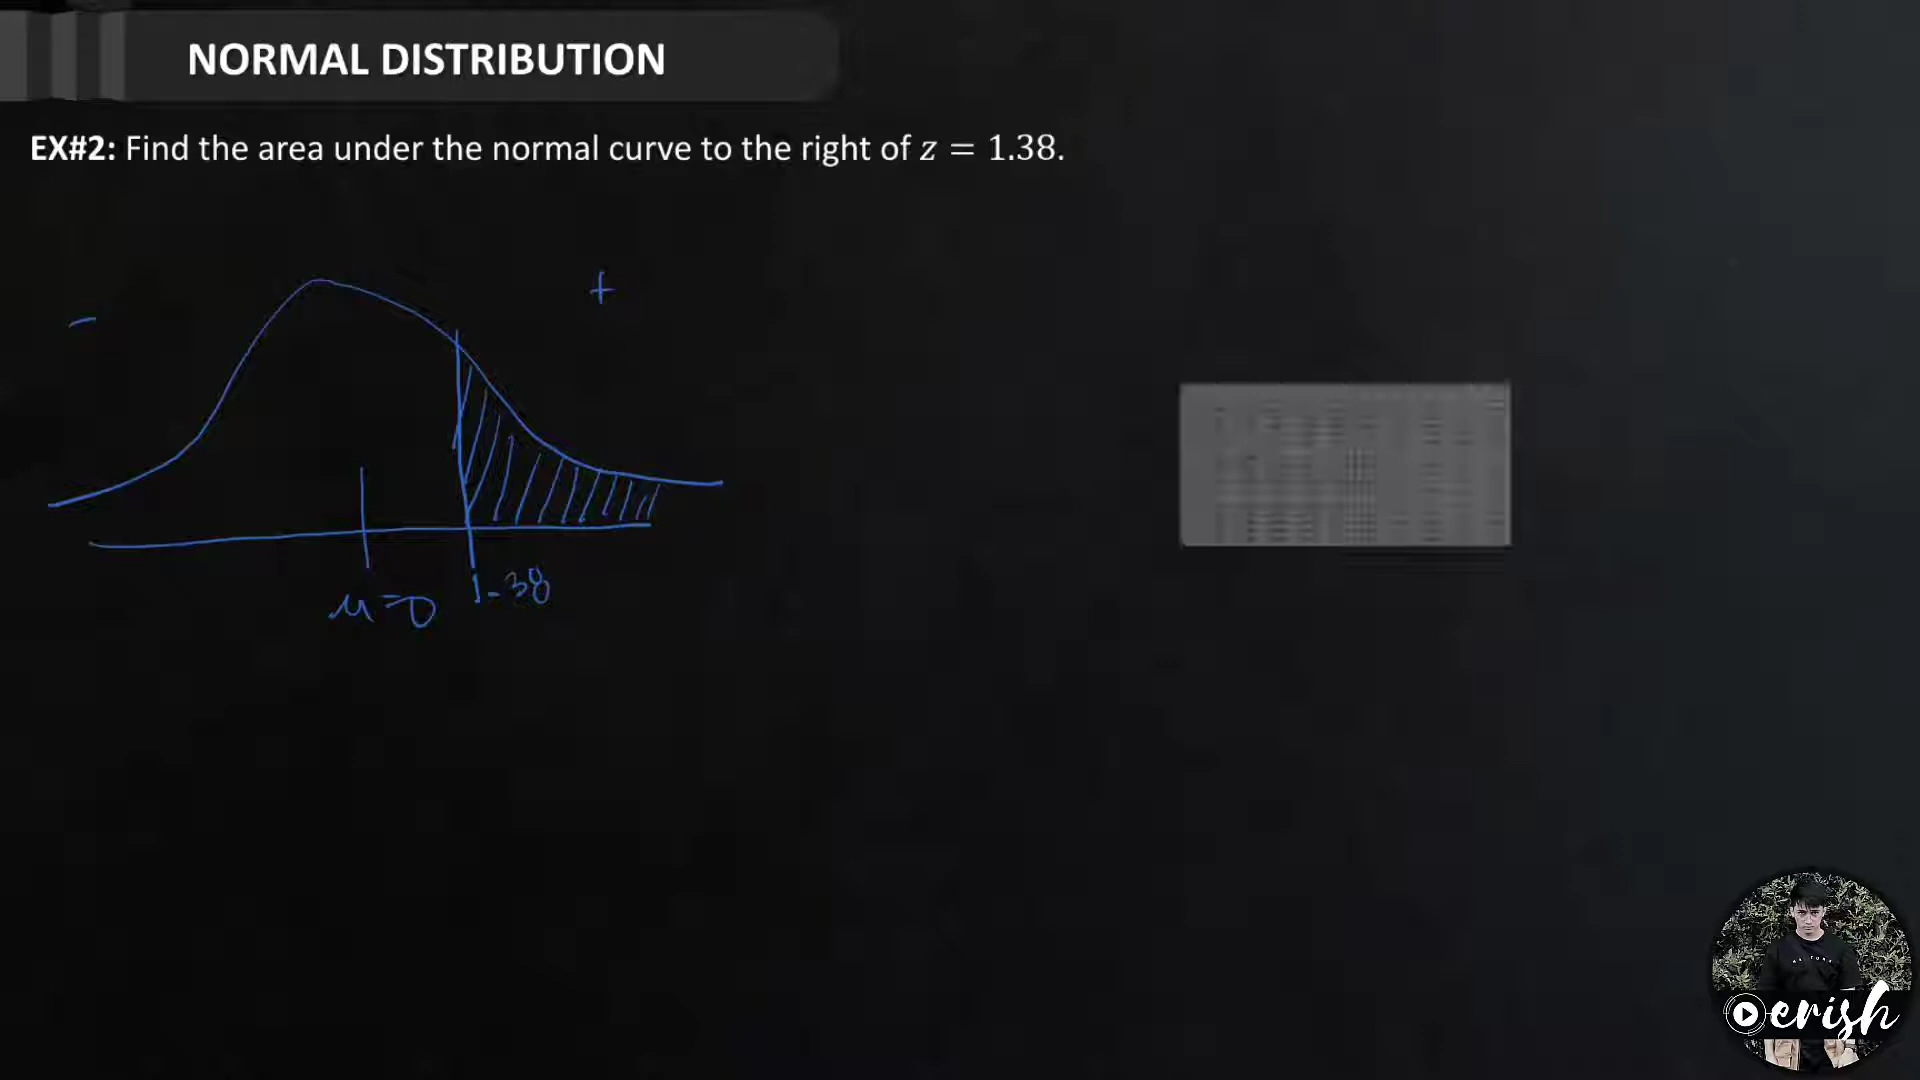 NORMAL DISTRIBUTION
EX#2: Find the area under the normal curve to the right of z = 1.38.
− +
μ=0 1.38
erish